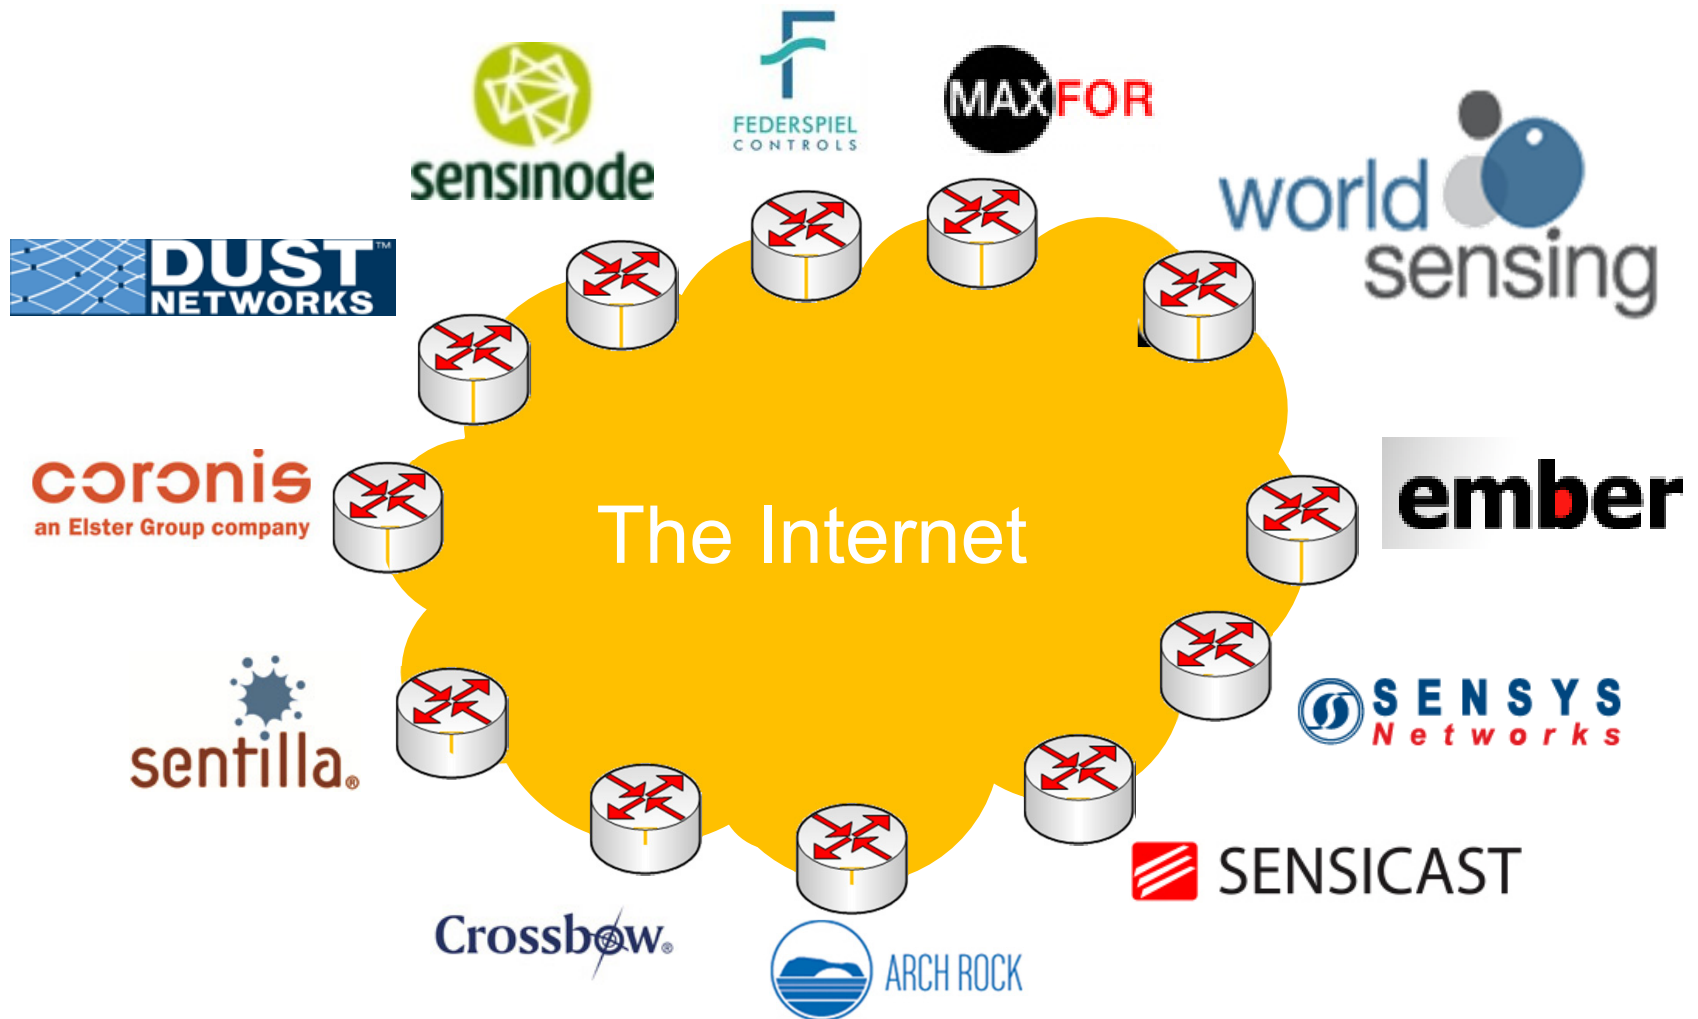 FEDERSPIEL
CONTROLS
MAXFOR
sensinode
world
sensing
DUST™
NETWORKS
coronis
an Elster Group company
The Internet
ember
sentilla®
SENSYS
Networks
SENSICAST
Crossbow®
ARCH ROCK